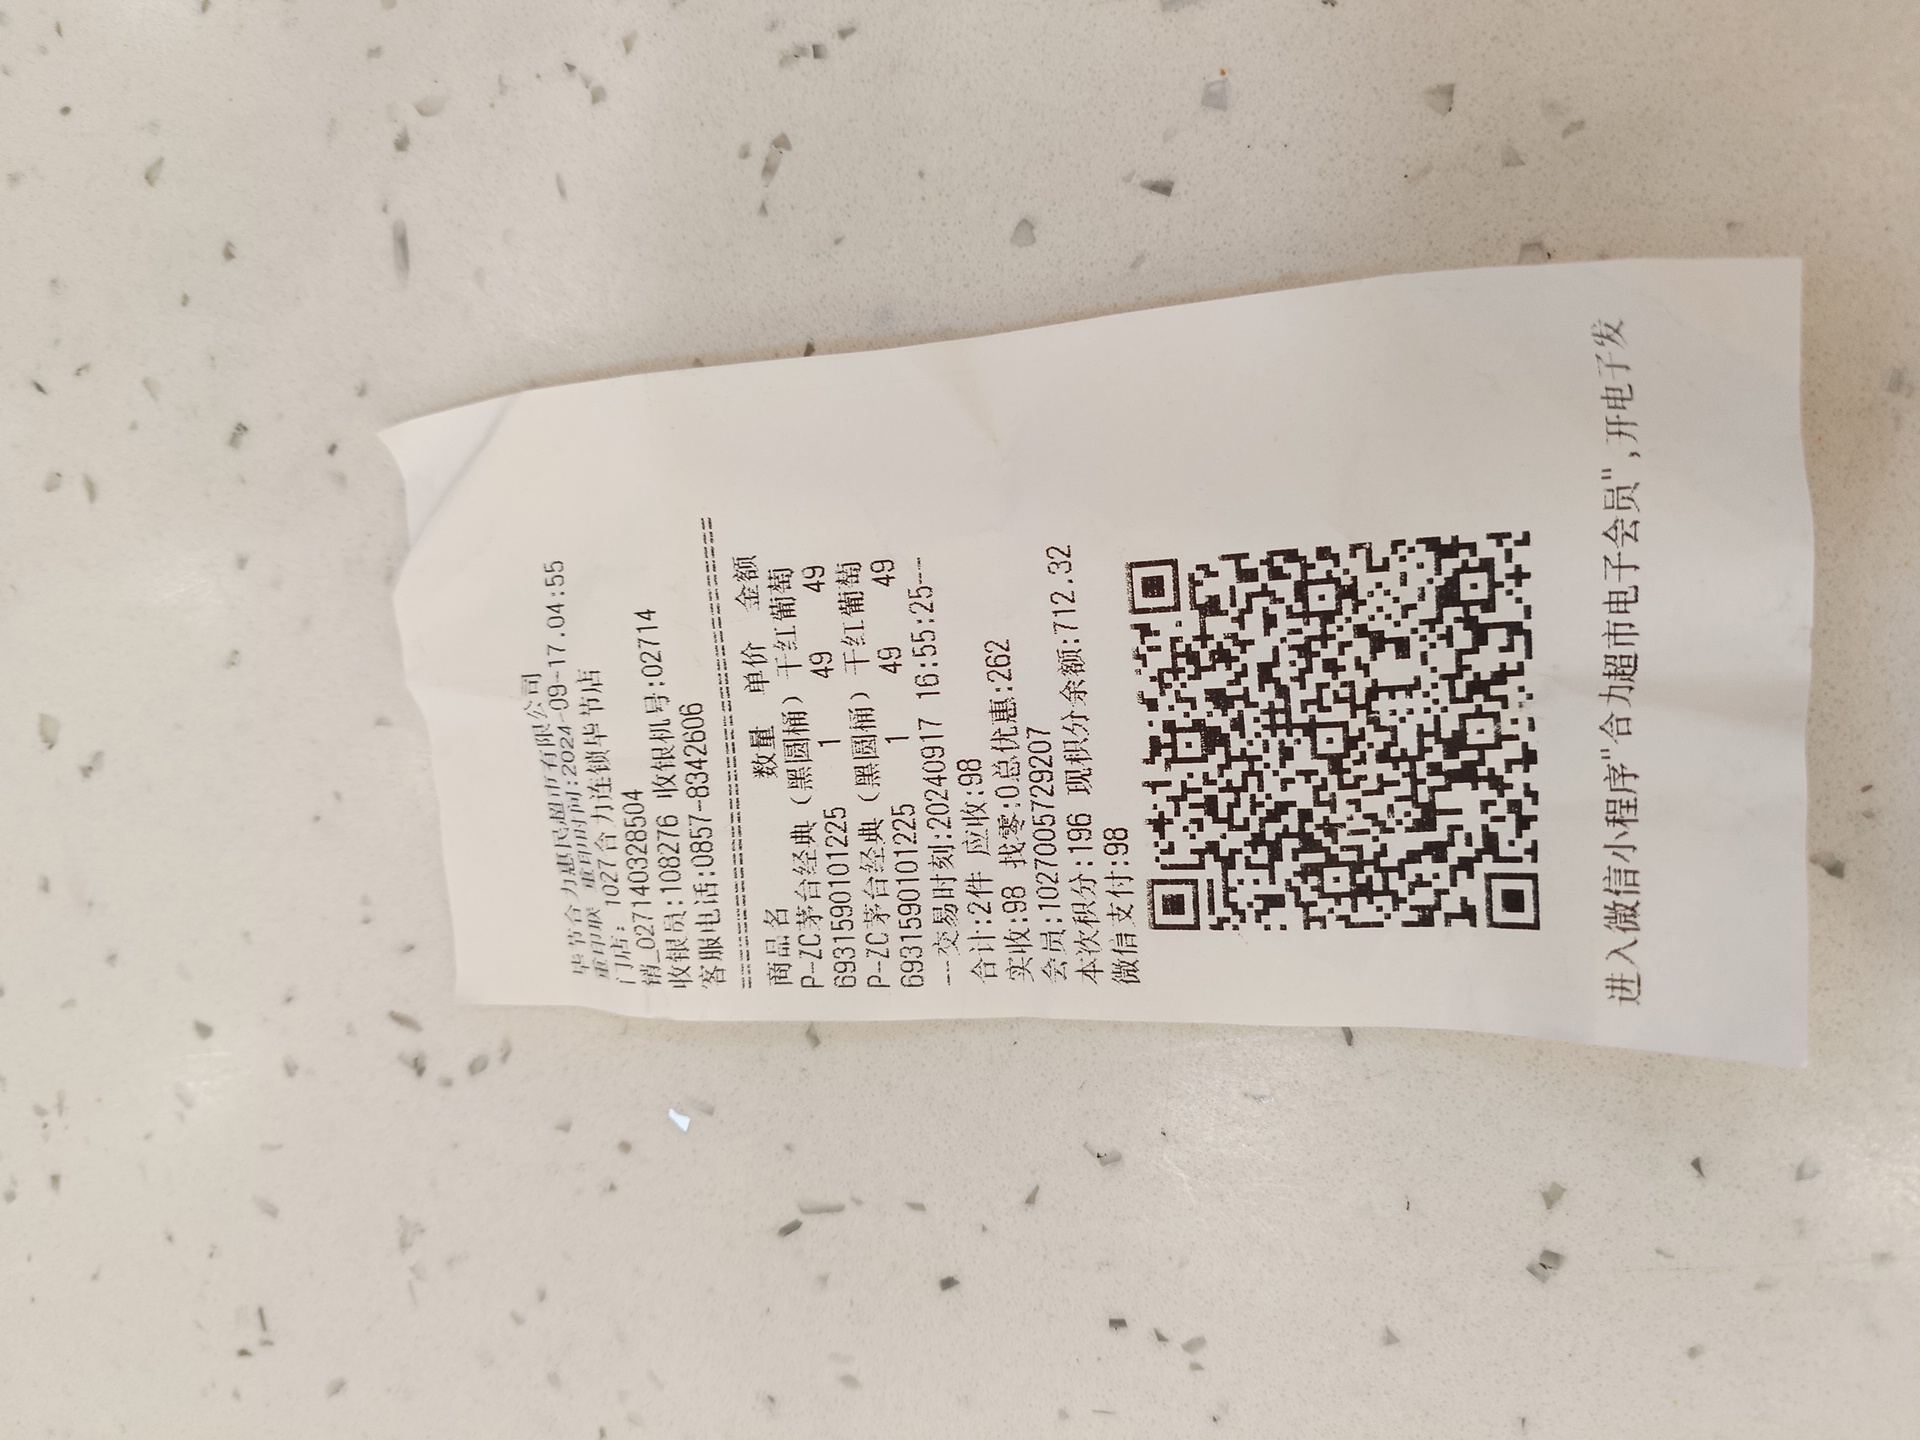 毕节合力惠民超市有限公司
重印联 重印时间:2024-09-17.04:55
门店: 1027合力连锁毕节店
销_0271403285​04
收银员:108276 收银机号:02714
客服电话:0857-8342606
商品名 数量 单价 金额
P-ZC茅台经典（黑圆桶）干红葡萄
6931590101225 1 49 49
P-ZC茅台经典（黑圆桶）干红葡萄
6931590101225 1 49 49
--交易时刻:20240917 16:55:25--
合计:2件 应收:98
实收:98 找零:0总优惠:262
会员:1027005729207
本次积分:196 现积分余额:712.32
微信支付:98
进入微信小程序"合力超市电子会员",开电子发